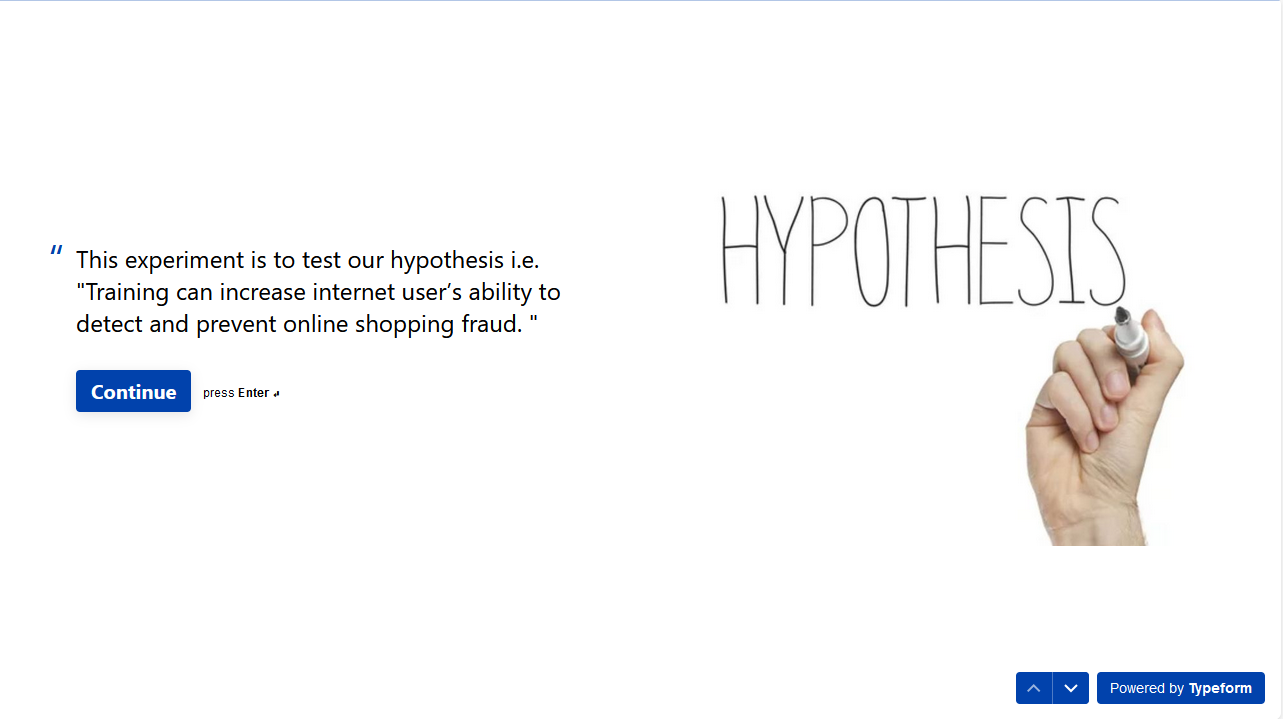 “ This experiment is to test our hypothesis i.e.
"Training can increase internet user’s ability to
detect and prevent online shopping fraud. "
Continue press Enter ↵
HYPOTHESIS
Powered by Typeform